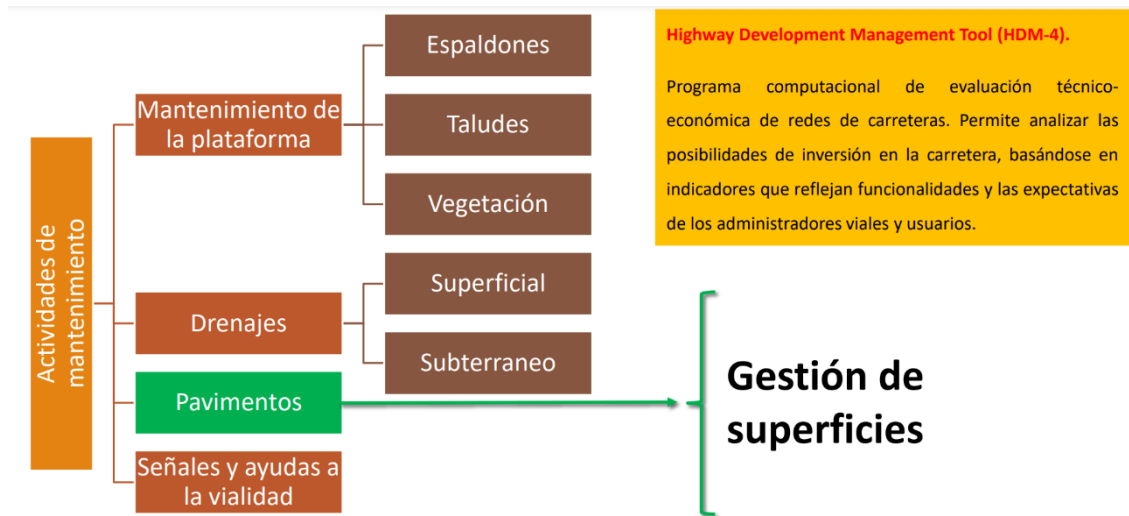 Actividades de
mantenimiento
Mantenimiento de
la plataforma
Espaldones
Taludes
Vegetación
Drenajes
Superficial
Subterraneo
Pavimentos
Señales y ayudas a
la vialidad
Highway Development Management Tool (HDM-4).
Programa computacional de evaluación técnico-
económica de redes de carreteras. Permite analizar las
posibilidades de inversión en la carretera, basándose en
indicadores que reflejan funcionalidades y las expectativas
de los administradores viales y usuarios.
Gestión de
superficies